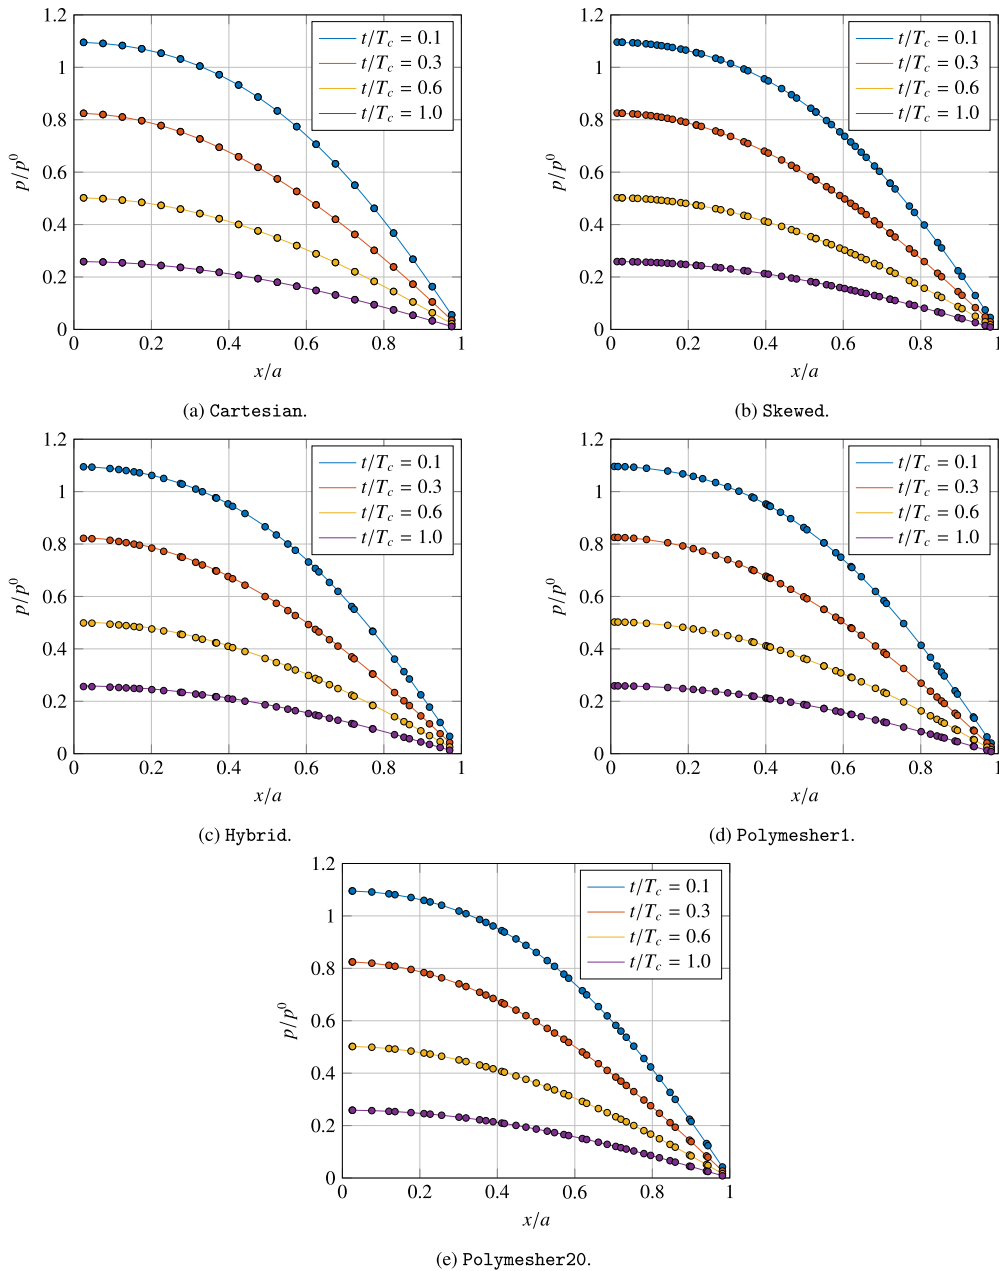 1.2
1
0.8
0.6
0.4
0.2
0
p/p⁰
t/T_c = 0.1
t/T_c = 0.3
t/T_c = 0.6
t/T_c = 1.0
0 0.2 0.4 0.6 0.8 1
x/a
(a) Cartesian.
1.2
1
0.8
0.6
0.4
0.2
0
p/p⁰
t/T_c = 0.1
t/T_c = 0.3
t/T_c = 0.6
t/T_c = 1.0
0 0.2 0.4 0.6 0.8 1
x/a
(b) Skewed.
1.2
1
0.8
0.6
0.4
0.2
0
p/p⁰
t/T_c = 0.1
t/T_c = 0.3
t/T_c = 0.6
t/T_c = 1.0
0 0.2 0.4 0.6 0.8 1
x/a
(c) Hybrid.
1.2
1
0.8
0.6
0.4
0.2
0
p/p⁰
t/T_c = 0.1
t/T_c = 0.3
t/T_c = 0.6
t/T_c = 1.0
0 0.2 0.4 0.6 0.8 1
x/a
(d) Polymesher1.
1.2
1
0.8
0.6
0.4
0.2
0
p/p⁰
t/T_c = 0.1
t/T_c = 0.3
t/T_c = 0.6
t/T_c = 1.0
0 0.2 0.4 0.6 0.8 1
x/a
(e) Polymesher20.